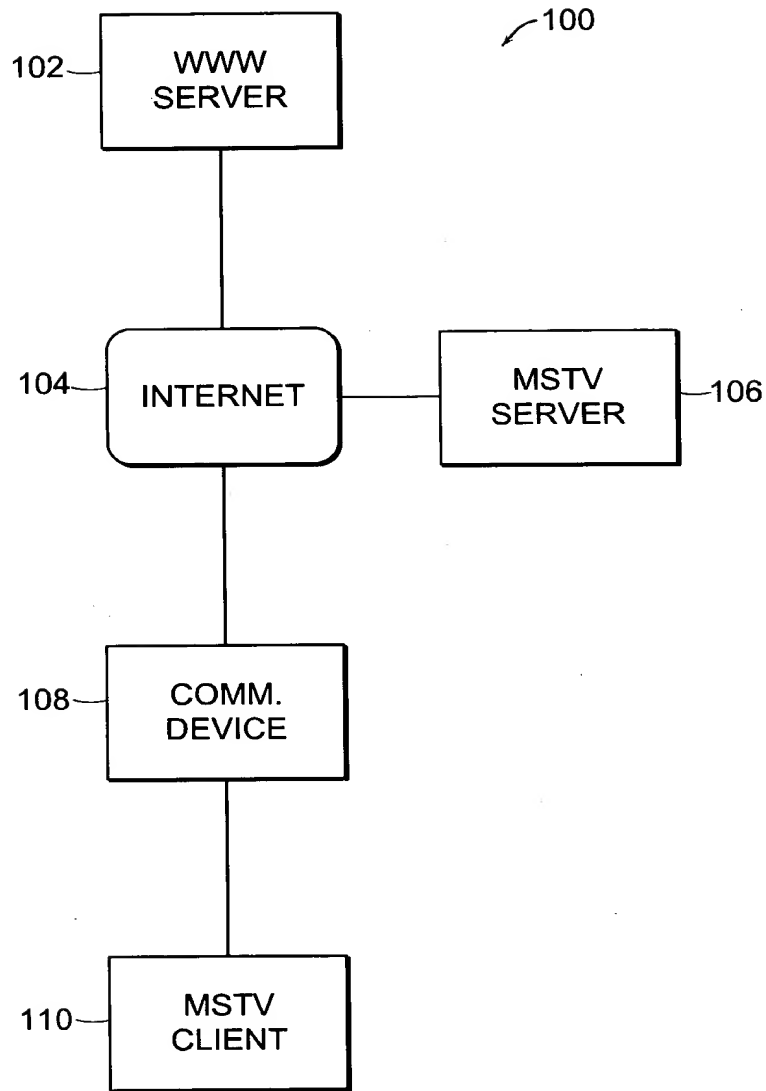 100
102
WWW
SERVER
104
INTERNET
MSTV
SERVER
106
108
COMM.
DEVICE
110
MSTV
CLIENT